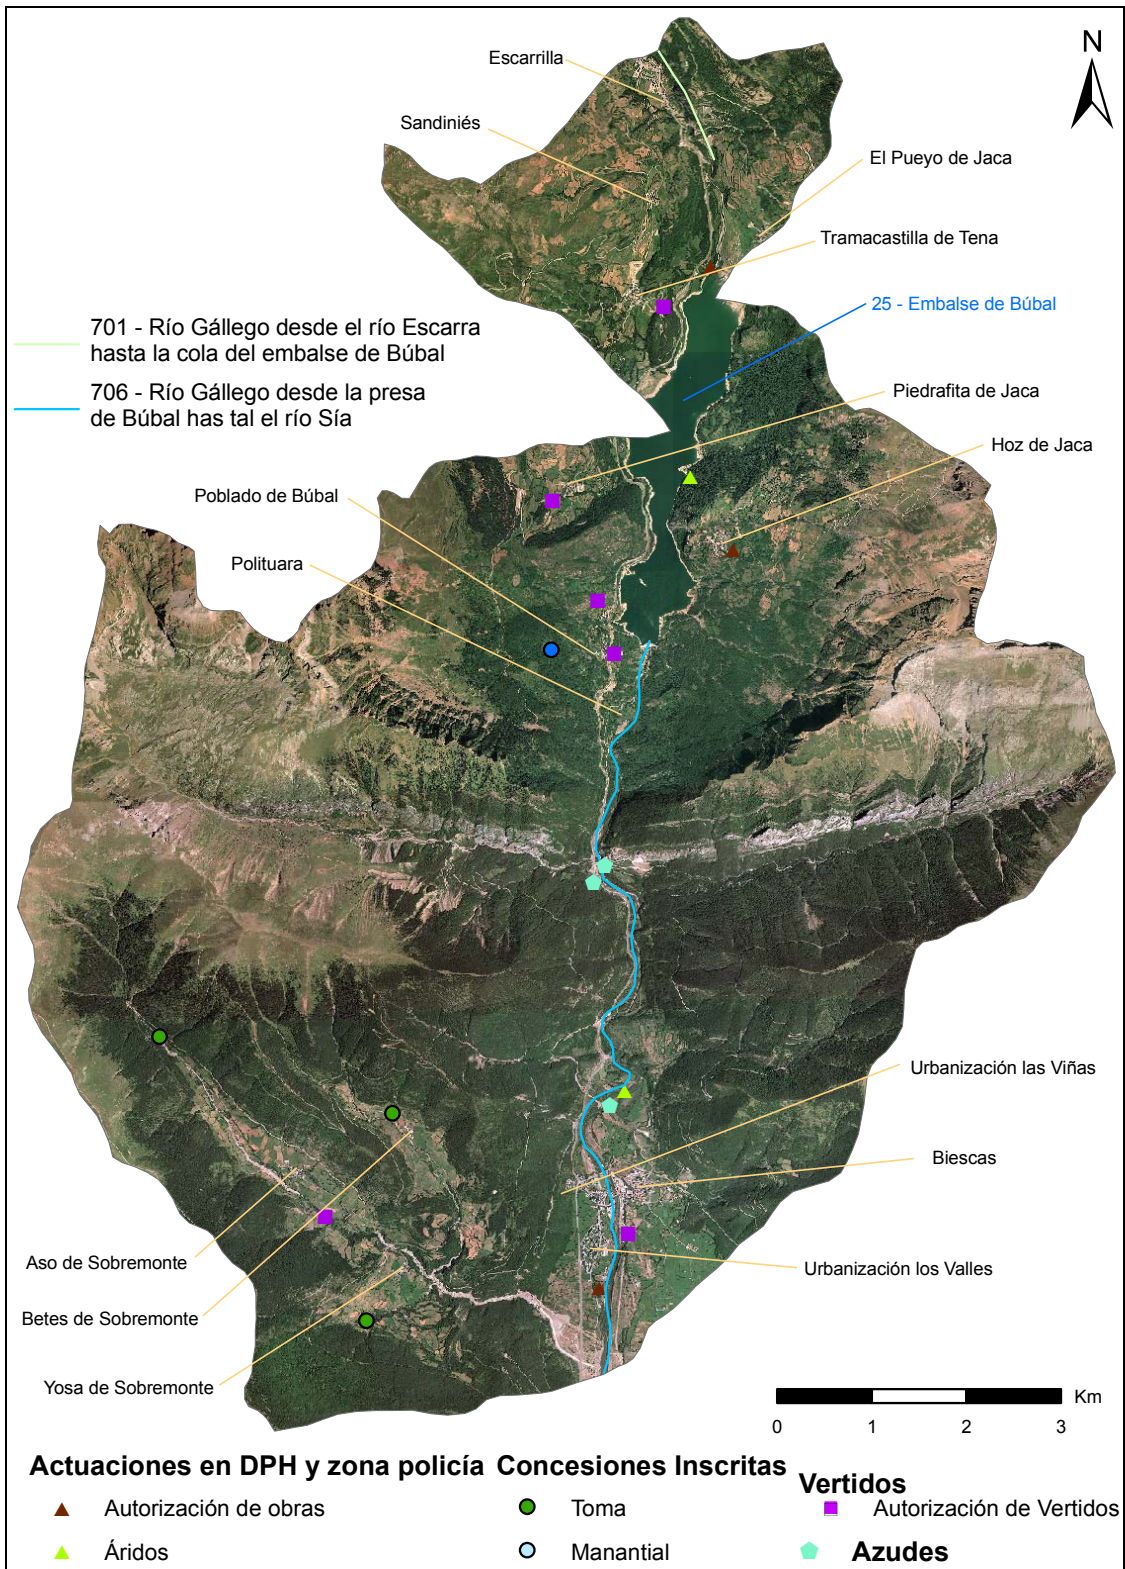 N
Escarrilla
Sandiniés
El Pueyo de Jaca
Tramacastilla de Tena
25 - Embalse de Búbal
701 - Río Gállego desde el río Escarra
hasta la cola del embalse de Búbal
706 - Río Gállego desde la presa
de Búbal has tal el río Sía
Piedrafita de Jaca
Hoz de Jaca
Poblado de Búbal
Polituara
Urbanización las Viñas
Biescas
Aso de Sobremonte
Urbanización los Valles
Betes de Sobremonte
Yosa de Sobremonte
Km
0 1 2 3
Actuaciones en DPH y zona policía
Autorización de obras
Áridos
Concesiones Inscritas
Toma
Manantial
Vertidos
Autorización de Vertidos
Azudes